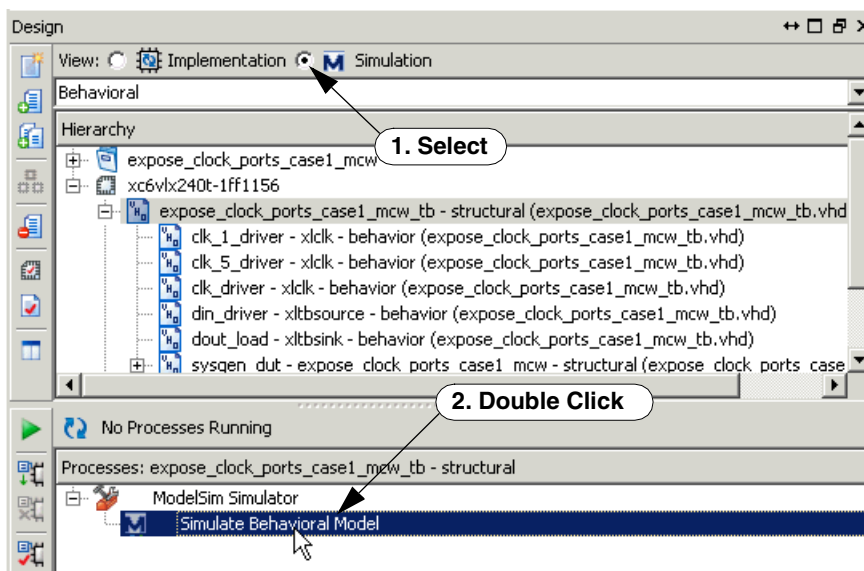 Design
View: Implementation Simulation
Behavioral
Hierarchy
1. Select
expose_clock_ports_case1_mcw
xc6vlx240t-1ff1156
expose_clock_ports_case1_mcw_tb - structural (expose_clock_ports_case1_mcw_tb.vhd
clk_1_driver - xlclk - behavior (expose_clock_ports_case1_mcw_tb.vhd)
clk_5_driver - xlclk - behavior (expose_clock_ports_case1_mcw_tb.vhd)
clk_driver - xlclk - behavior (expose_clock_ports_case1_mcw_tb.vhd)
din_driver - xltbsource - behavior (expose_clock_ports_case1_mcw_tb.vhd)
dout_load - xltbsink - behavior (expose_clock_ports_case1_mcw_tb.vhd)
sysgen_dut - expose_clock_ports_case1_mcw - structural (expose_clock_ports_case
2. Double Click
No Processes Running
Processes: expose_clock_ports_case1_mcw_tb - structural
ModelSim Simulator
Simulate Behavioral Model